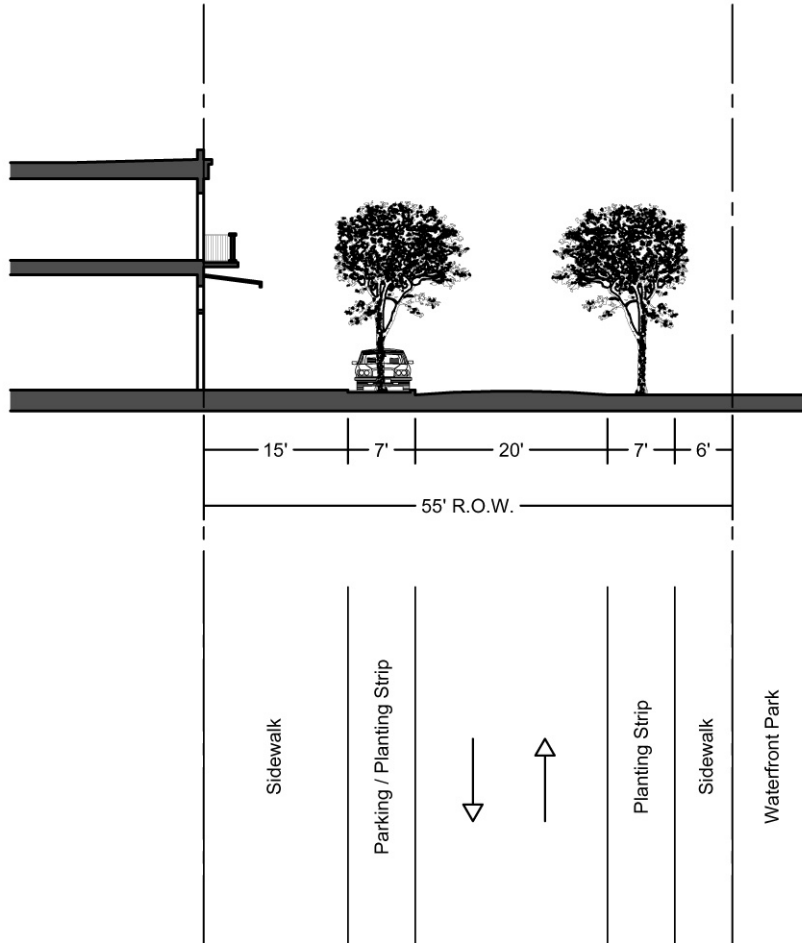 15'
7'
20'
7'
6'
55' R.O.W.
Sidewalk
Parking / Planting Strip
Planting Strip
Sidewalk
Waterfront Park